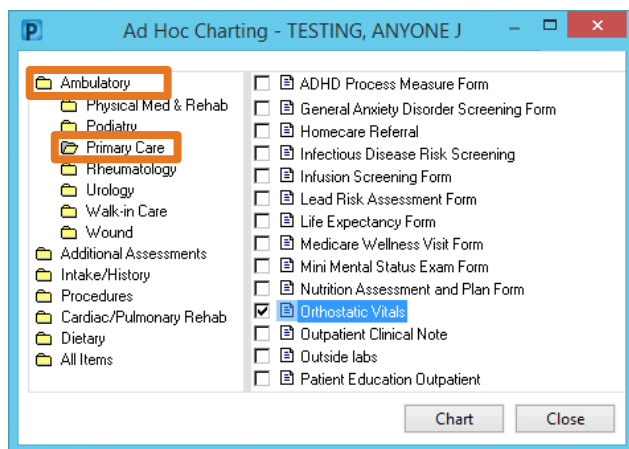 P
Ad Hoc Charting - TESTING, ANYONE J
Ambulatory
Physical Med & Rehab
Podiatry
Primary Care
Rheumatology
Urology
Walk-in Care
Wound
Additional Assessments
Intake/History
Procedures
Cardiac/Pulmonary Rehab
Dietary
All Items
ADHD Process Measure Form
General Anxiety Disorder Screening Form
Homecare Referral
Infectious Disease Risk Screening
Infusion Screening Form
Lead Risk Assessment Form
Life Expectancy Form
Medicare Wellness Visit Form
Mini Mental Status Exam Form
Nutrition Assessment and Plan Form
Orthostatic Vitals
Outpatient Clinical Note
Outside labs
Patient Education Outpatient
Chart
Close